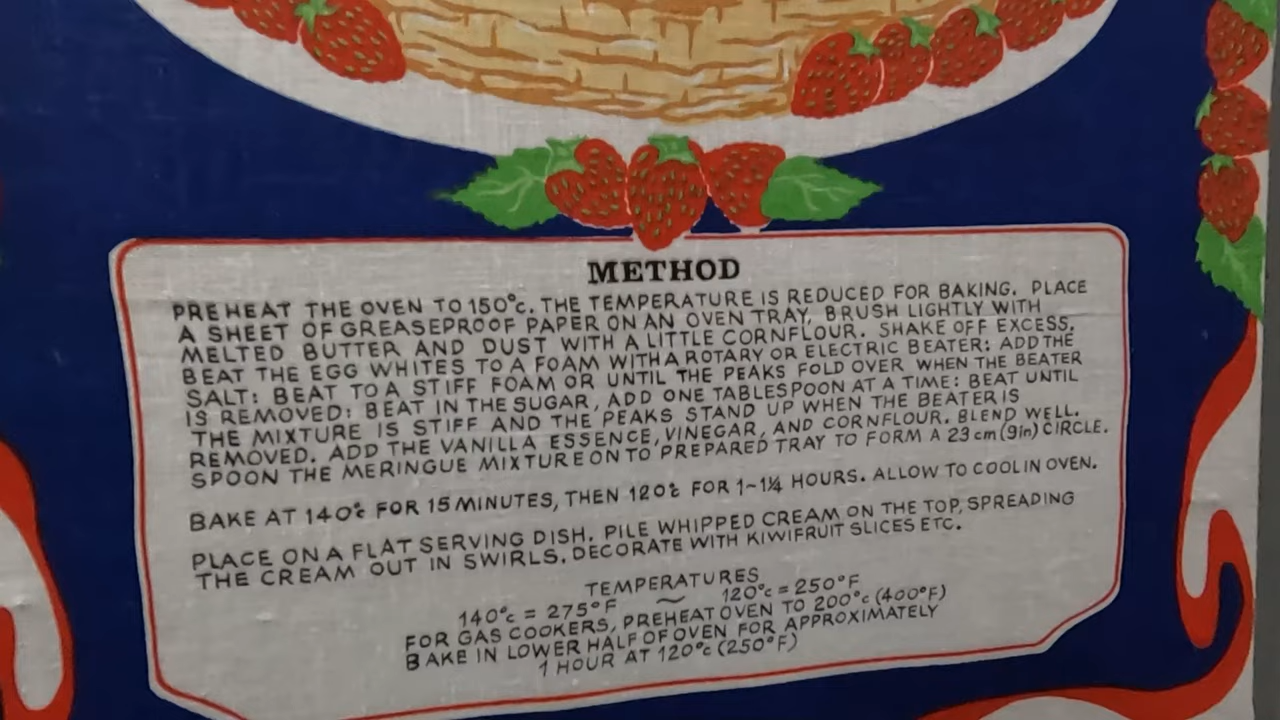 METHOD
PREHEAT THE OVEN TO 150°c. THE TEMPERATURE IS REDUCED FOR BAKING. PLACE
A SHEET OF GREASEPROOF PAPER ON AN OVEN TRAY, BRUSH LIGHTLY WITH
MELTED BUTTER AND DUST WITH A LITTLE CORNFLOUR. SHAKE OFF EXCESS.
BEAT THE EGG WHITES TO A FOAM WITH A ROTARY OR ELECTRIC BEATER: ADD THE
SALT: BEAT TO A STIFF FOAM OR UNTIL THE PEAKS FOLD OVER WHEN THE BEATER
IS REMOVED: BEAT IN THE SUGAR, ADD ONE TABLESPOON AT A TIME: BEAT UNTIL
THE MIXTURE IS STIFF AND THE PEAKS STAND UP WHEN THE BEATER IS
REMOVED. ADD THE VANILLA ESSENCE, VINEGAR, AND CORNFLOUR. BLEND WELL.
SPOON THE MERINGUE MIXTURE ON TO PREPARED TRAY TO FORM A 23cm (9in) CIRCLE.
BAKE AT 140°c FOR 15 MINUTES, THEN 120°c FOR 1-1¼ HOURS. ALLOW TO COOL IN OVEN.
PLACE ON A FLAT SERVING DISH. PILE WHIPPED CREAM ON THE TOP, SPREADING
THE CREAM OUT IN SWIRLS. DECORATE WITH KIWIFRUIT SLICES ETC.
TEMPERATURES
140°c = 275°F ~ 120°c = 250°F
FOR GAS COOKERS, PREHEAT OVEN TO 200°c (400°F)
BAKE IN LOWER HALF OF OVEN FOR APPROXIMATELY
1 HOUR AT 120°c (250°F)